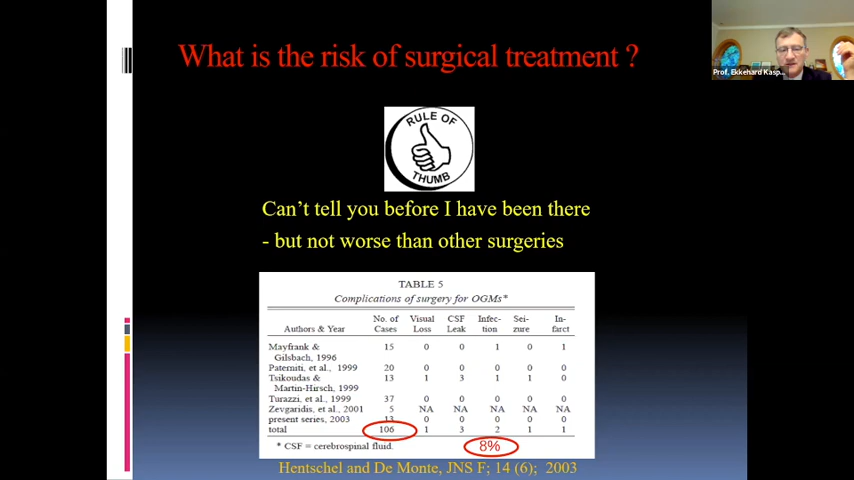 What is the risk of surgical treatment ?
Prof. Ekkehard Kasp...
RULE OF
THUMB
Can't tell you before I have been there
- but not worse than other surgeries
TABLE 5
Complications of surgery for OGMs*
No. of Visual CSF Infec- Sei- In-
Authors & Year Cases Loss Leak tion zure farct
Mayfrank & 15 0 0 1 0 1
Gilsbach, 1996
Paterniti, et al., 1999 20 0 0 0 0 0
Tsikoudas & 13 1 3 1 1 0
Martin-Hirsch, 1999
Turazzi, et al., 1999 37 0 0 0 0 0
Zevgaridis, et al., 2001 5 NA NA NA NA NA
present series, 2003 13 0 0 0 0 0
total 106 1 3 2 1 1
* CSF = cerebrospinal fluid.
8%
Hentschel and De Monte, JNS F; 14 (6); 2003